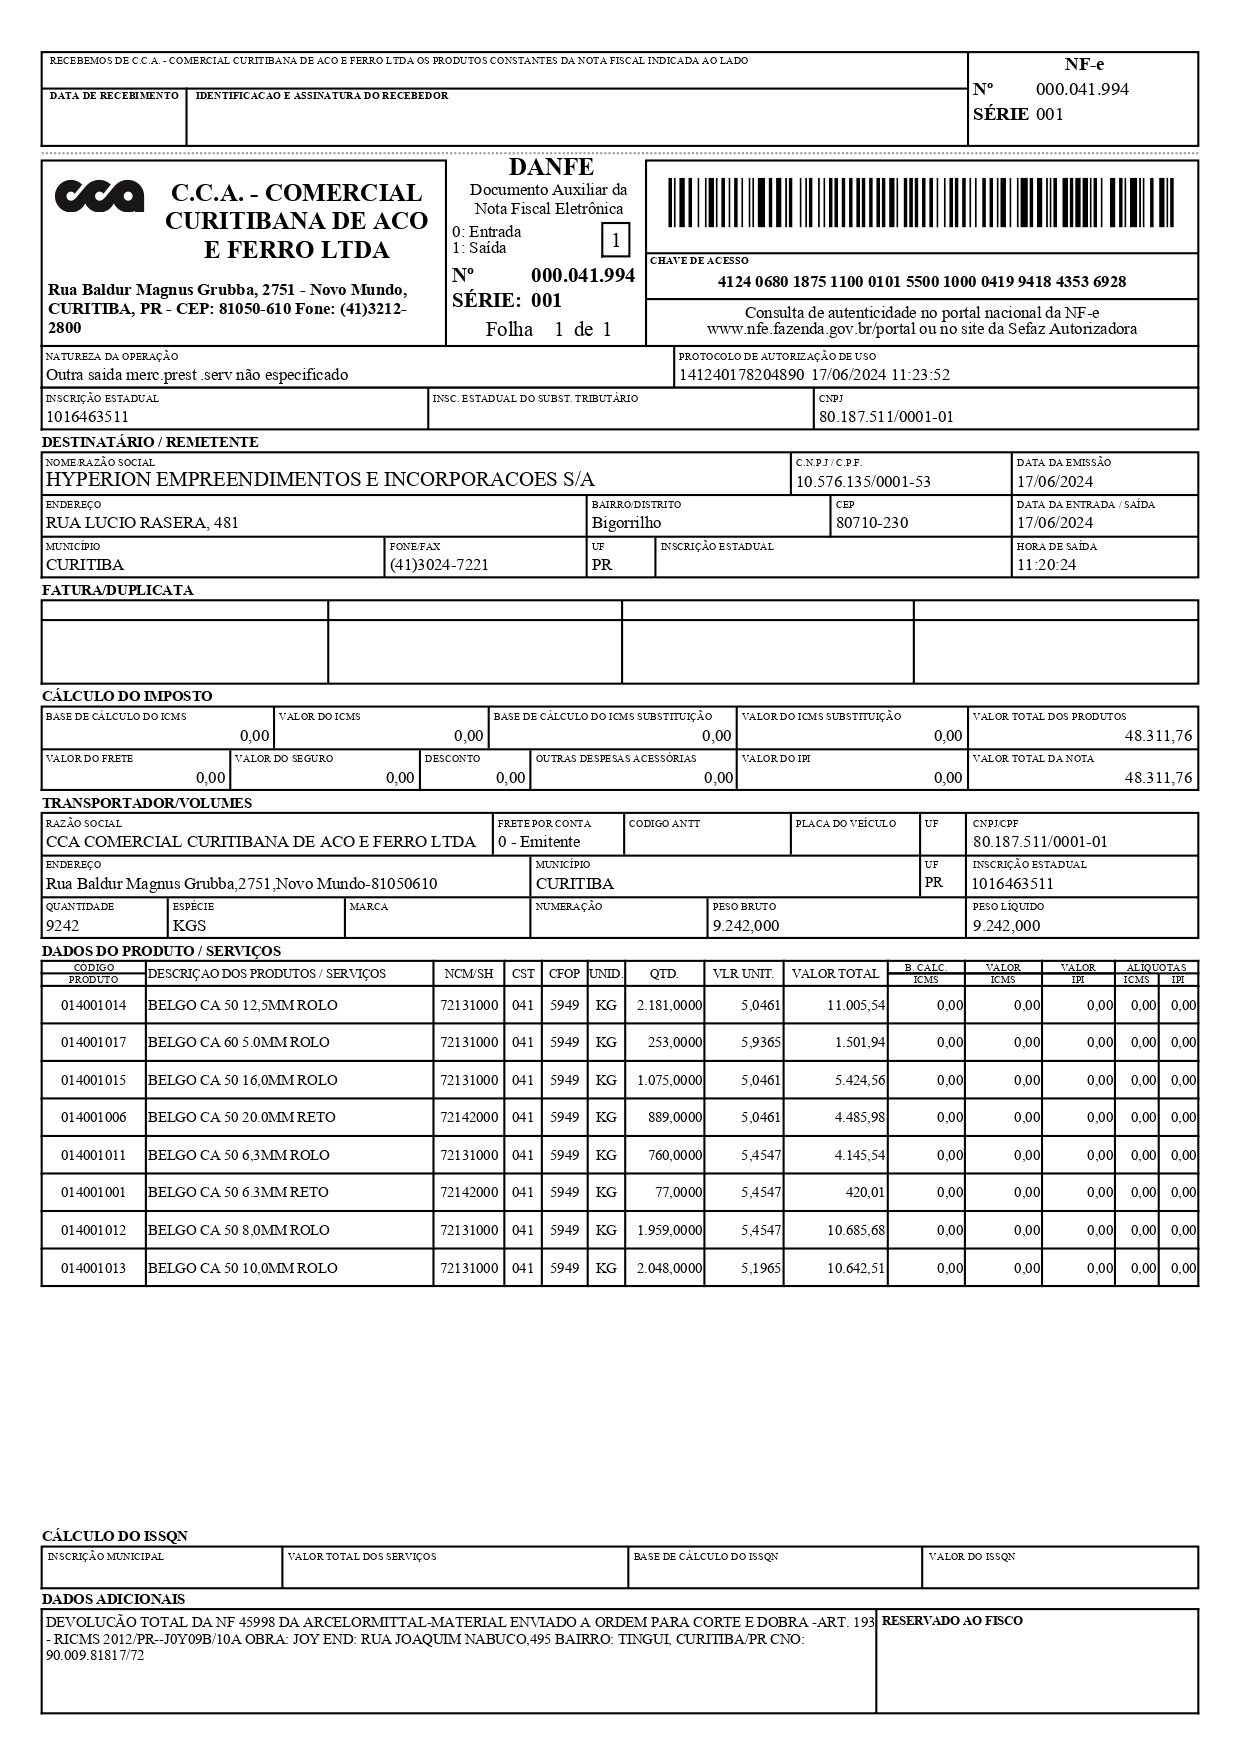 RECEBEMOS DE C.C.A. - COMERCIAL CURITIBANA DE ACO E FERRO LTDA OS PRODUTOS CONSTANTES DA NOTA FISCAL INDICADA AO LADO
NF-e
Nº 000.041.994
SÉRIE 001
DATA DE RECEBIMENTO IDENTIFICACAO E ASSINATURA DO RECEBEDOR
cca
C.C.A. - COMERCIAL
CURITIBANA DE ACO
E FERRO LTDA
Rua Baldur Magnus Grubba, 2751 - Novo Mundo,
CURITIBA, PR - CEP: 81050-610 Fone: (41)3212-
2800
DANFE
Documento Auxiliar da
Nota Fiscal Eletrônica
0: Entrada
1: Saída
1
Nº 000.041.994
SÉRIE: 001
Folha 1 de 1
CHAVE DE ACESSO
4124 0680 1875 1100 0101 5500 1000 0419 9418 4353 6928
Consulta de autenticidade no portal nacional da NF-e
www.nfe.fazenda.gov.br/portal ou no site da Sefaz Autorizadora
NATUREZA DA OPERAÇÃO PROTOCOLO DE AUTORIZAÇÃO DE USO
Outra saida merc.prest .serv não especificado 141240178204890 17/06/2024 11:23:52
INSCRIÇÃO ESTADUAL INSC. ESTADUAL DO SUBST. TRIBUTÁRIO CNPJ
1016463511 80.187.511/0001-01
DESTINATÁRIO / REMETENTE
NOME/RAZÃO SOCIAL C.N.P.J / C.P.F. DATA DA EMISSÃO
HYPERION EMPREENDIMENTOS E INCORPORACOES S/A 10.576.135/0001-53 17/06/2024
ENDEREÇO BAIRRO/DISTRITO CEP DATA DA ENTRADA / SAÍDA
RUA LUCIO RASERA, 481 Bigorrilho 80710-230 17/06/2024
MUNICÍPIO FONE/FAX UF INSCRIÇÃO ESTADUAL HORA DE SAÍDA
CURITIBA (41)3024-7221 PR 11:20:24
FATURA/DUPLICATA
CÁLCULO DO IMPOSTO
BASE DE CÁLCULO DO ICMS VALOR DO ICMS BASE DE CÁLCULO DO ICMS SUBSTITUIÇÃO VALOR DO ICMS SUBSTITUIÇÃO VALOR TOTAL DOS PRODUTOS
0,00 0,00 0,00 0,00 48.311,76
VALOR DO FRETE VALOR DO SEGURO DESCONTO OUTRAS DESPESAS ACESSÓRIAS VALOR DO IPI VALOR TOTAL DA NOTA
0,00 0,00 0,00 0,00 0,00 48.311,76
TRANSPORTADOR/VOLUMES
RAZÃO SOCIAL FRETE POR CONTA CODIGO ANTT PLACA DO VEÍCULO UF CNPJ/CPF
CCA COMERCIAL CURITIBANA DE ACO E FERRO LTDA 0 - Emitente 80.187.511/0001-01
ENDEREÇO MUNICÍPIO UF INSCRIÇÃO ESTADUAL
Rua Baldur Magnus Grubba,2751,Novo Mundo-81050610 CURITIBA PR 1016463511
QUANTIDADE ESPÉCIE MARCA NUMERAÇÃO PESO BRUTO PESO LÍQUIDO
9242 KGS 9.242,000 9.242,000
DADOS DO PRODUTO / SERVIÇOS
CÓDIGO PRODUTO DESCRIÇAO DOS PRODUTOS / SERVIÇOS NCM/SH CST CFOP UNID. QTD. VLR UNIT. VALOR TOTAL B. CALC. ICMS VALOR ICMS VALOR IPI ALIQUOTAS ICMS IPI
014001014 BELGO CA 50 12,5MM ROLO 72131000 041 5949 KG 2.181,0000 5,0461 11.005,54 0,00 0,00 0,00 0,00 0,00
014001017 BELGO CA 60 5.0MM ROLO 72131000 041 5949 KG 253,0000 5,9365 1.501,94 0,00 0,00 0,00 0,00 0,00
014001015 BELGO CA 50 16,0MM ROLO 72131000 041 5949 KG 1.075,0000 5,0461 5.424,56 0,00 0,00 0,00 0,00 0,00
014001006 BELGO CA 50 20.0MM RETO 72142000 041 5949 KG 889,0000 5,0461 4.485,98 0,00 0,00 0,00 0,00 0,00
014001011 BELGO CA 50 6,3MM ROLO 72131000 041 5949 KG 760,0000 5,4547 4.145,54 0,00 0,00 0,00 0,00 0,00
014001001 BELGO CA 50 6.3MM RETO 72142000 041 5949 KG 77,0000 5,4547 420,01 0,00 0,00 0,00 0,00 0,00
014001012 BELGO CA 50 8,0MM ROLO 72131000 041 5949 KG 1.959,0000 5,4547 10.685,68 0,00 0,00 0,00 0,00 0,00
014001013 BELGO CA 50 10,0MM ROLO 72131000 041 5949 KG 2.048,0000 5,1965 10.642,51 0,00 0,00 0,00 0,00 0,00
CÁLCULO DO ISSQN
INSCRIÇÃO MUNICIPAL VALOR TOTAL DOS SERVIÇOS BASE DE CÁLCULO DO ISSQN VALOR DO ISSQN
DADOS ADICIONAIS
DEVOLUCÃO TOTAL DA NF 45998 DA ARCELORMITTAL-MATERIAL ENVIADO A ORDEM PARA CORTE E DOBRA -ART. 193 RESERVADO AO FISCO
- RICMS 2012/PR--J0Y09B/10A OBRA: JOY END: RUA JOAQUIM NABUCO,495 BAIRRO: TINGUI, CURITIBA/PR CNO:
90.009.81817/72